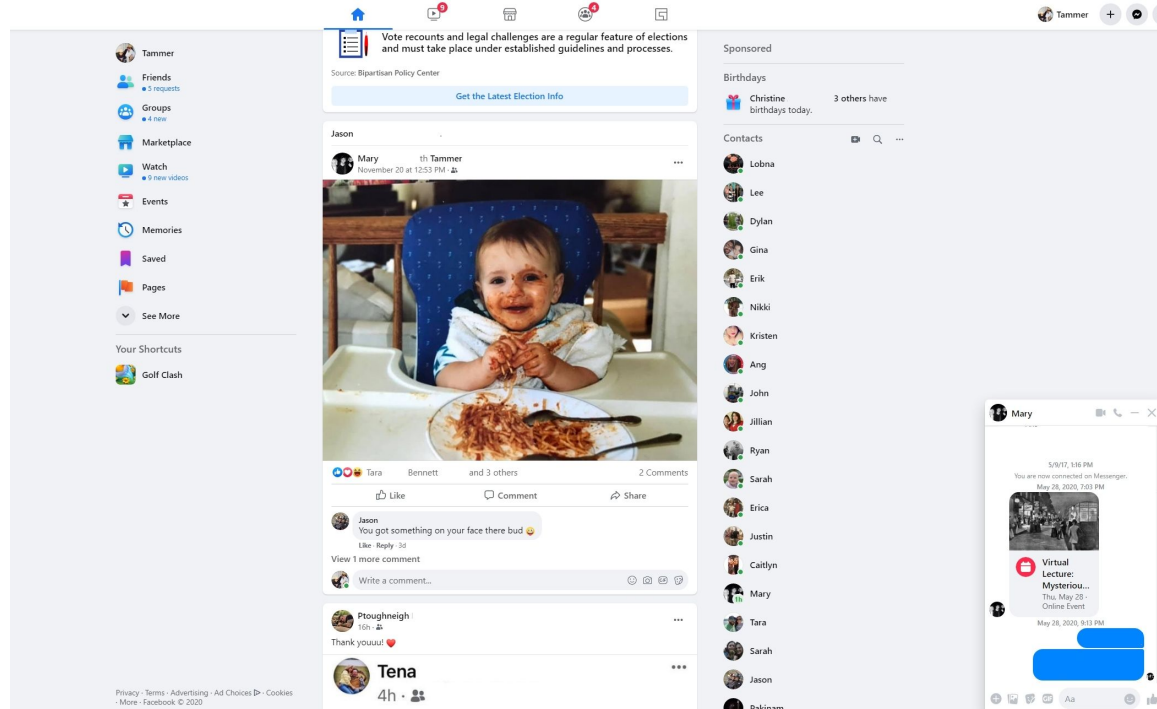 9
4
Tammer
Tammer
Friends
5 requests
Groups
4 new
Marketplace
Watch
9 new videos
Events
Memories
Saved
Pages
See More
Your Shortcuts
Golf Clash
Privacy · Terms · Advertising · Ad Choices · Cookies
· More · Facebook © 2020
Vote recounts and legal challenges are a regular feature of elections
and must take place under established guidelines and processes.
Source: Bipartisan Policy Center
Get the Latest Election Info
Jason
Mary th Tammer
November 20 at 12:53 PM ·
Tara Bennett and 3 others 2 Comments
Like Comment Share
Jason
You got something on your face there bud
Like · Reply · 3d
View 1 more comment
Write a comment...
GIF
Ptoughneigh
16h ·
Thank youuu!
Tena
4h ·
Sponsored
Birthdays
Christine 3 others have
birthdays today.
Contacts
Lobna
Lee
Dylan
Gina
Erik
Nikki
Kristen
Ang
John
Jillian
Ryan
Sarah
Erica
Justin
Caitlyn
Mary
1h
Tara
Sarah
Jason
Pakinam
Mary
5/9/17, 1:16 PM
You are now connected on Messenger.
May 28, 2020, 7:03 PM
Virtual
Lecture:
Mysteriou...
Thu, May 28 ·
Online Event
May 28, 2020, 9:13 PM
GIF
Aa